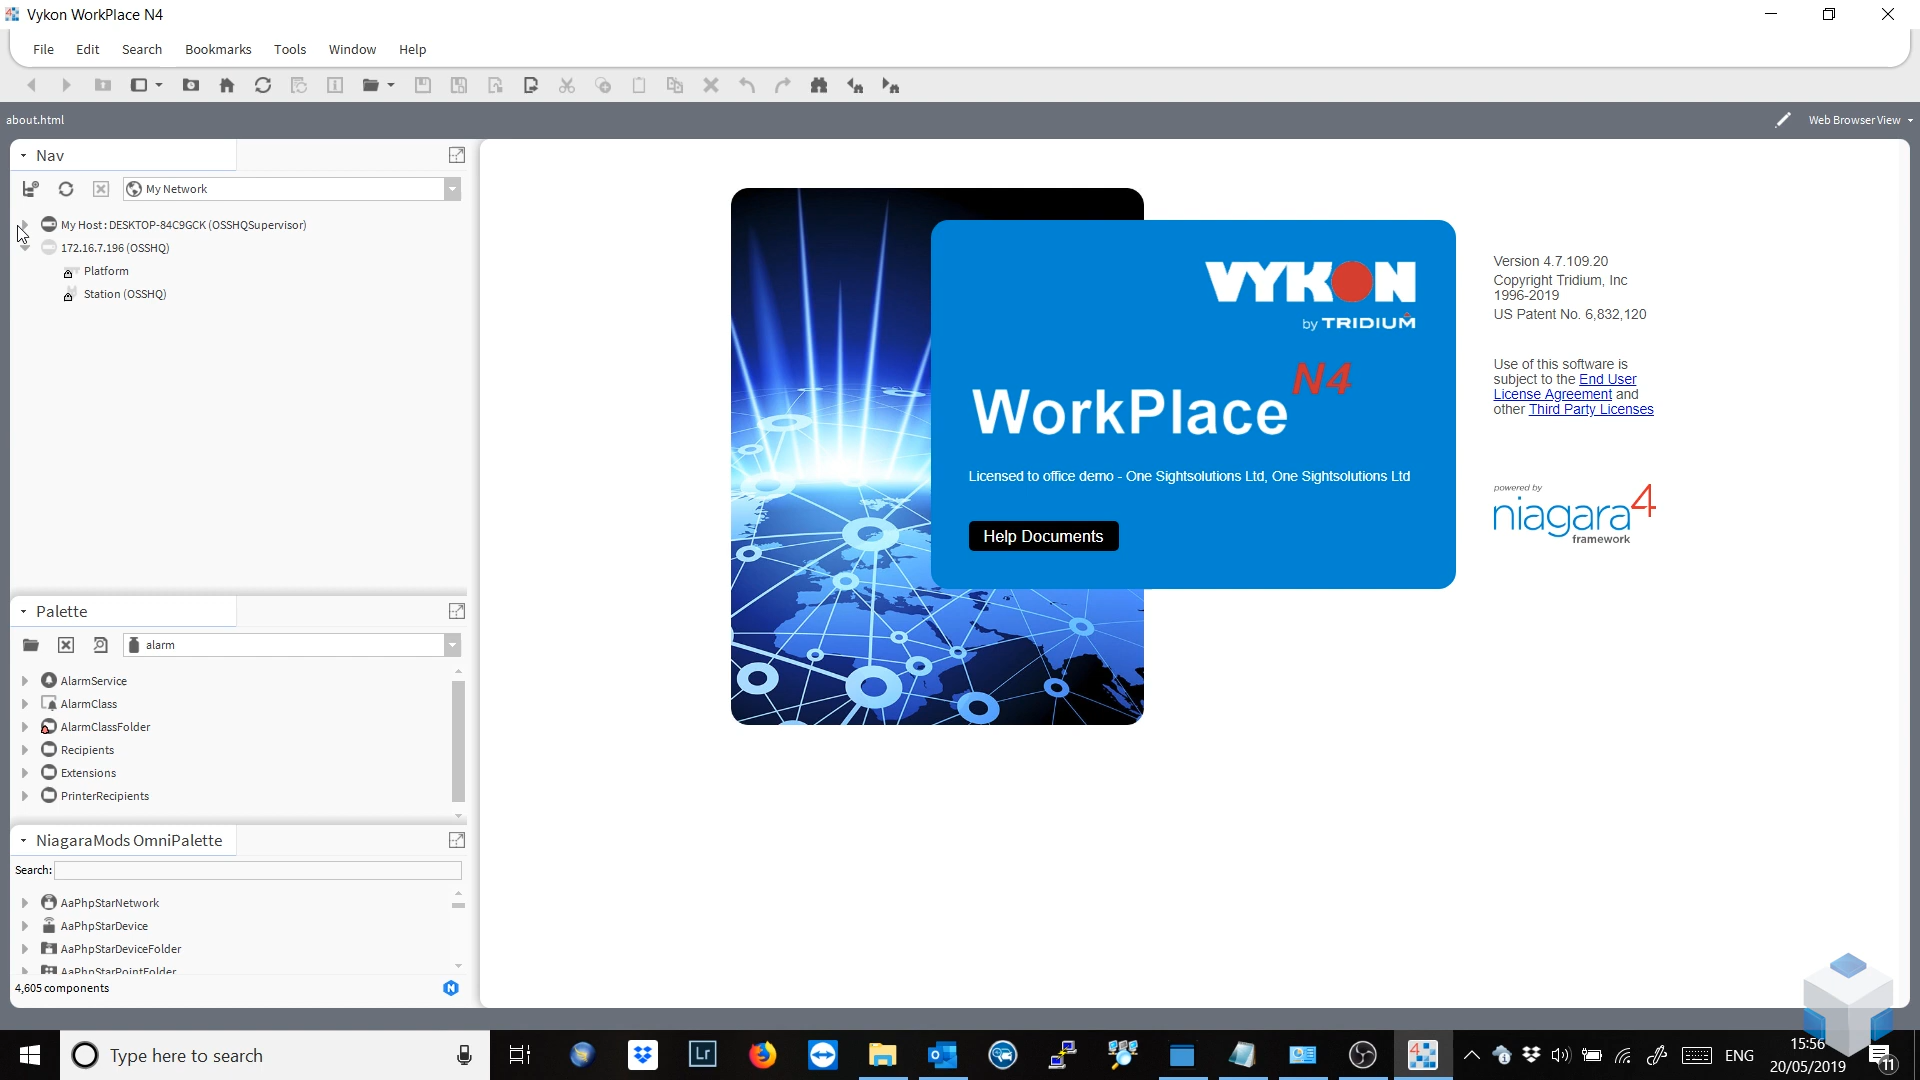 Vykon WorkPlace N4
File Edit Search Bookmarks Tools Window Help
about.html
Web Browser View
Nav
My Network
My Host : DESKTOP-84C9GCK (OSSHQSupervisor)
172.16.7.196 (OSSHQ)
Platform
Station (OSSHQ)
Palette
alarm
AlarmService
AlarmClass
AlarmClassFolder
Recipients
Extensions
PrinterRecipients
NiagaraMods OmniPalette
Search:
AaPhpStarNetwork
AaPhpStarDevice
AaPhpStarDeviceFolder
AaPhpStarPointFolder
4,605 components
VYKON
by TRIDIUM
WorkPlace N4
Licensed to office demo - One Sightsolutions Ltd, One Sightsolutions Ltd
Help Documents
Version 4.7.109.20
Copyright Tridium, Inc
1996-2019
US Patent No. 6,832,120
Use of this software is
subject to the End User
License Agreement and
other Third Party Licenses
powered by
niagara4
framework
Type here to search
Lr
4
ENG
15:56
20/05/2019
11